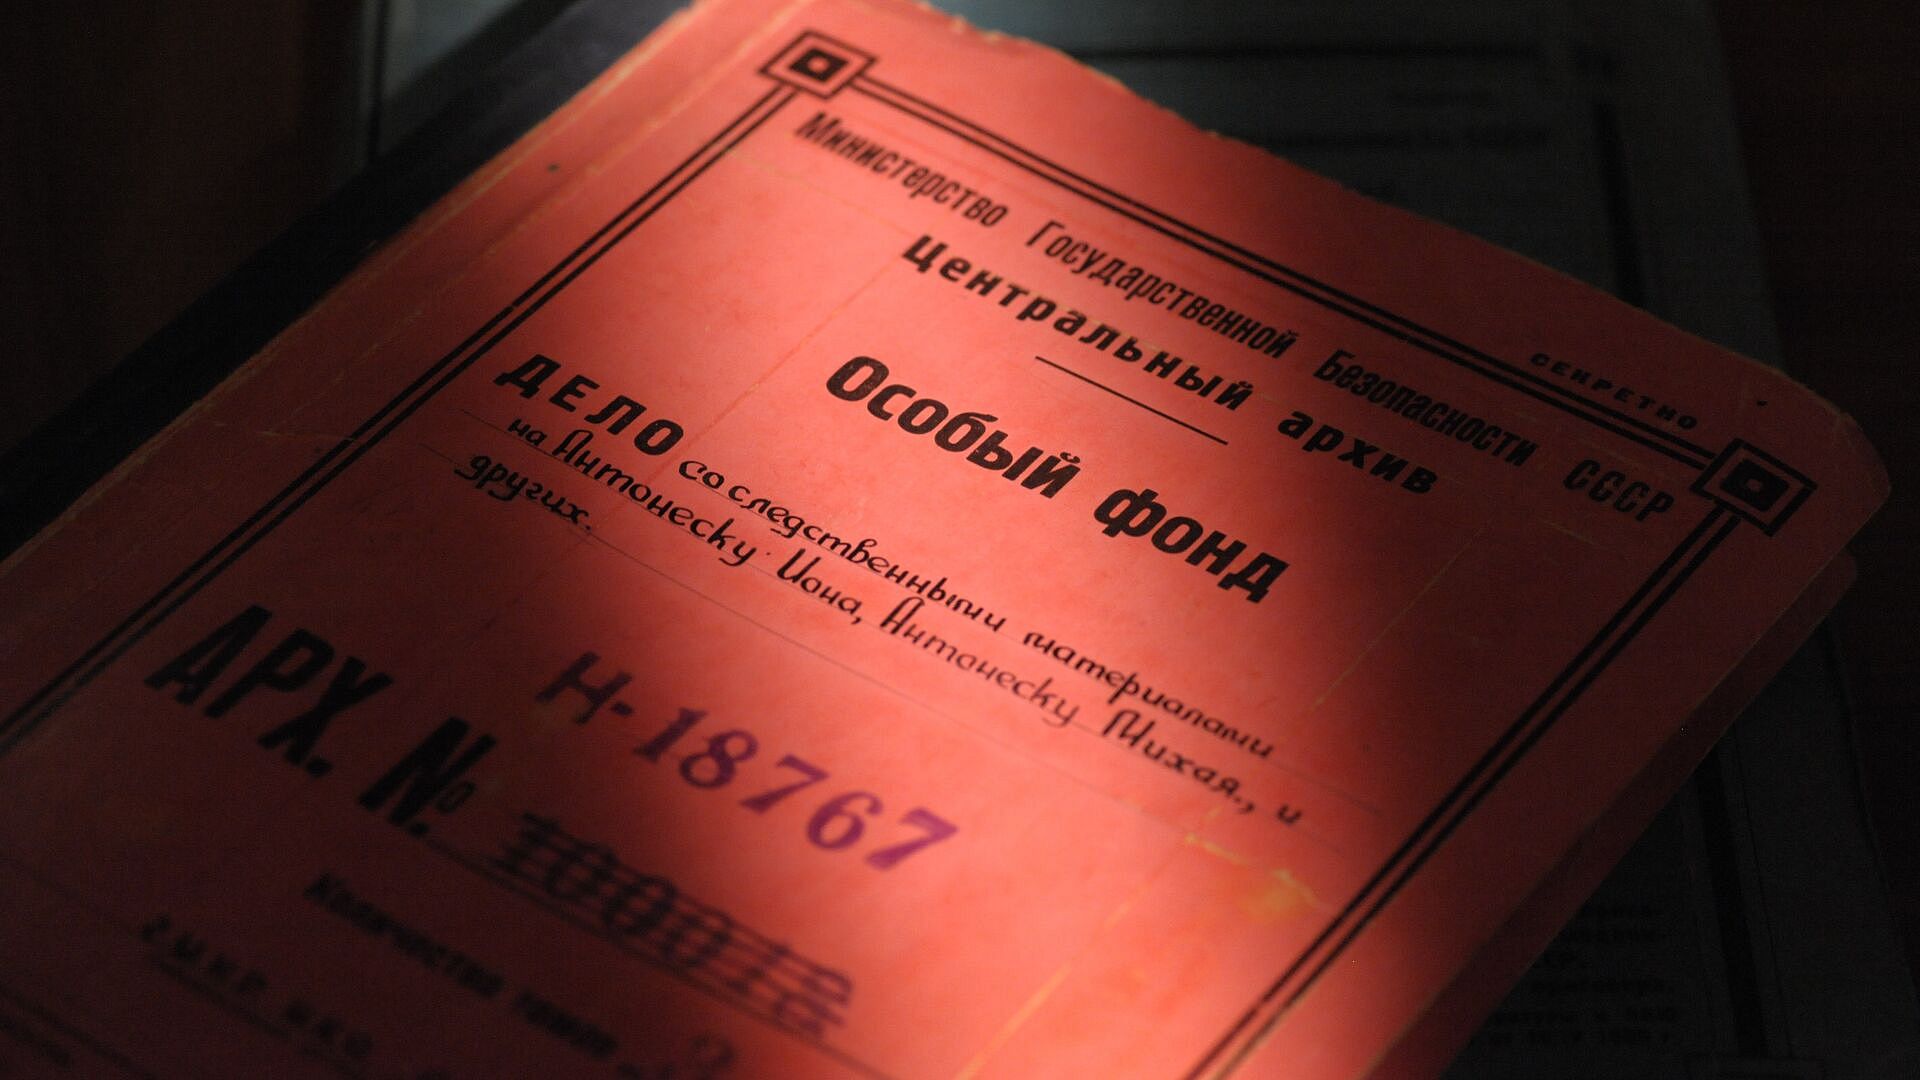 СЕКРЕТНО
Министерство Государственной Безопасности СССР
Центральный архив
Особый фонд
ДЕЛО со следственными материалами
на Антонеску Иона, Антонеску Михая., и
других.
Н-18767
АРХ. №
Количество